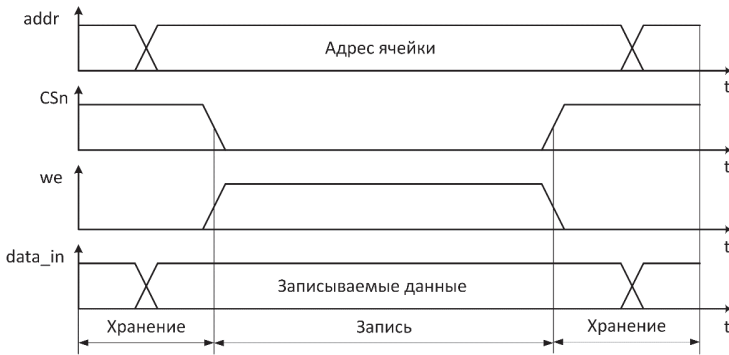 addr
Адрес ячейки
t
CSn
t
we
t
data_in
Записываемые данные
t
Хранение
Запись
Хранение